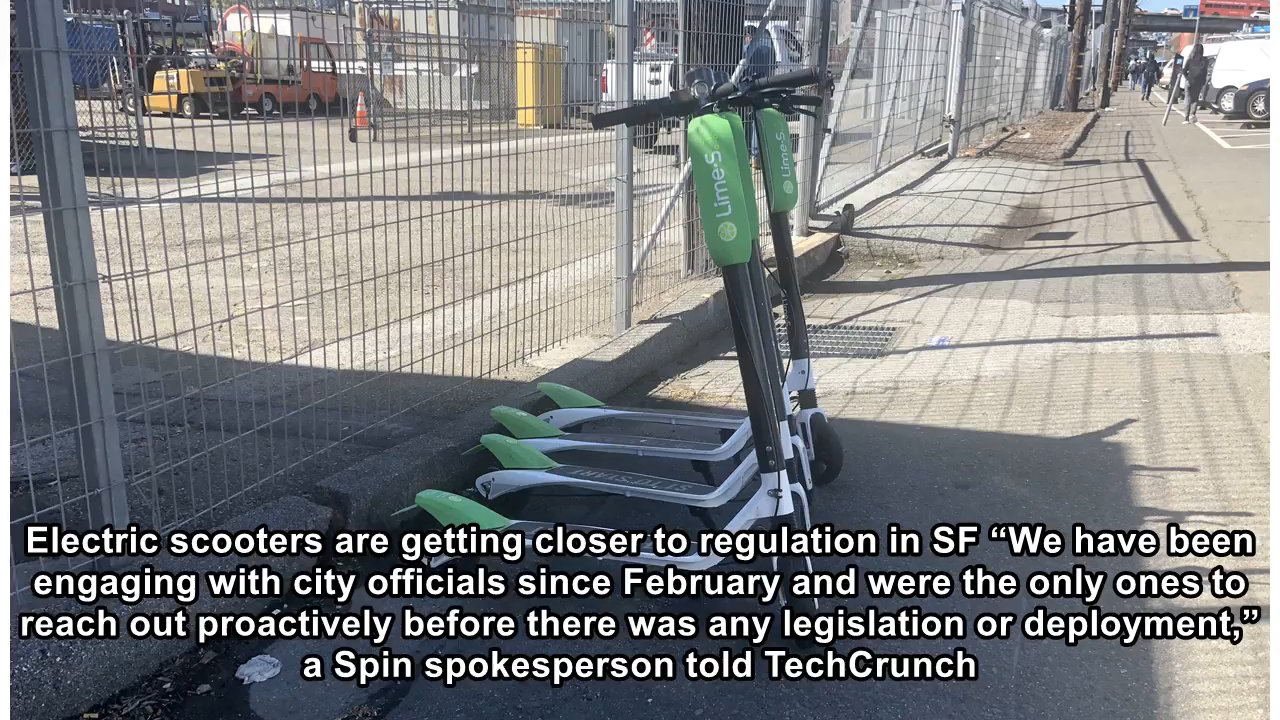 Lime-S
Lime-S
Electric scooters are getting closer to regulation in SF “We have been
engaging with city officials since February and were the only ones to
reach out proactively before there was any legislation or deployment,”
a Spin spokesperson told TechCrunch